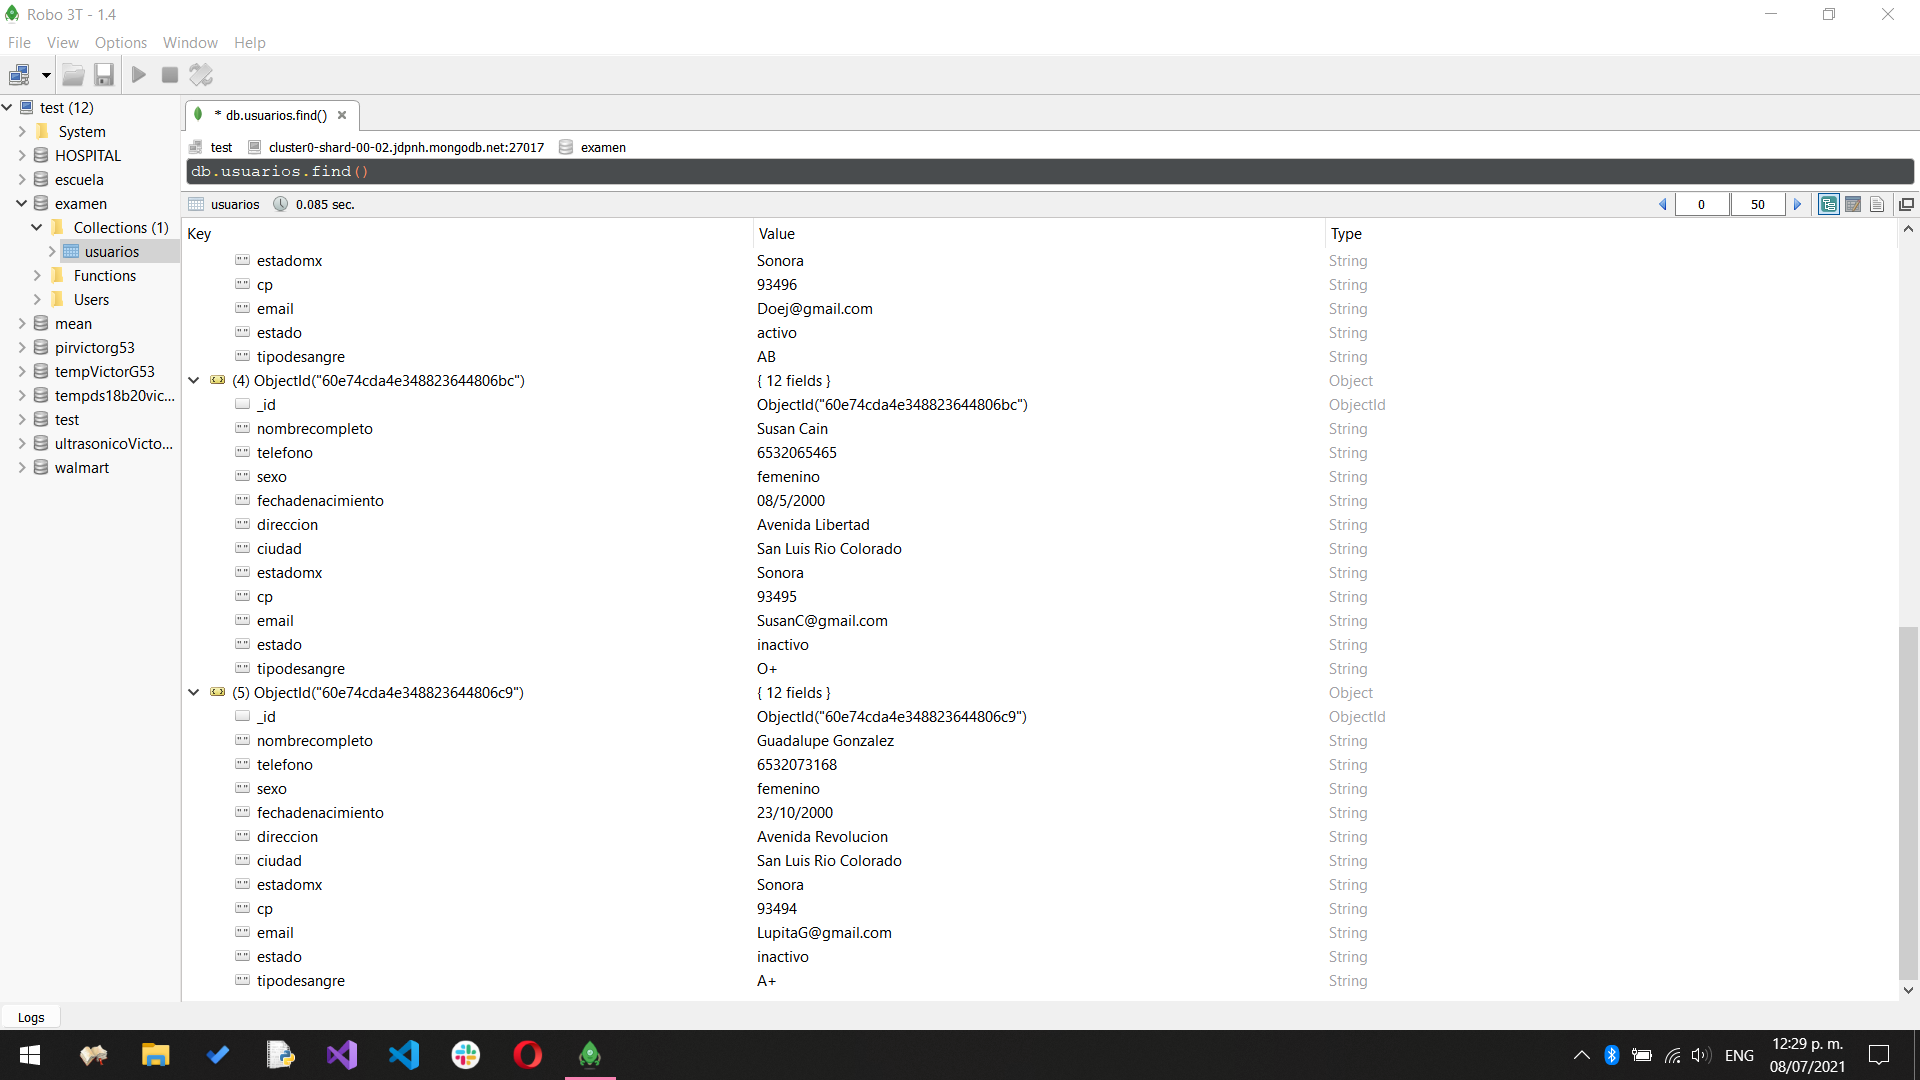 Robo 3T - 1.4
File View Options Window Help
test (12)
System
HOSPITAL
escuela
examen
Collections (1)
usuarios
Functions
Users
mean
pirvictorg53
tempVictorG53
tempds18b20vic...
test
ultrasonicoVicto...
walmart
* db.usuarios.find()
test cluster0-shard-00-02.jdpnh.mongodb.net:27017 examen
db.usuarios.find()
usuarios 0.085 sec. 0 50
Key Value Type
estadomx Sonora String
cp 93496 String
email Doej@gmail.com String
estado activo String
tipodesangre AB String
(4) ObjectId("60e74cda4e348823644806bc") { 12 fields } Object
_id ObjectId("60e74cda4e348823644806bc") ObjectId
nombrecompleto Susan Cain String
telefono 6532065465 String
sexo femenino String
fechadenacimiento 08/5/2000 String
direccion Avenida Libertad String
ciudad San Luis Rio Colorado String
estadomx Sonora String
cp 93495 String
email SusanC@gmail.com String
estado inactivo String
tipodesangre O+ String
(5) ObjectId("60e74cda4e348823644806c9") { 12 fields } Object
_id ObjectId("60e74cda4e348823644806c9") ObjectId
nombrecompleto Guadalupe Gonzalez String
telefono 6532073168 String
sexo femenino String
fechadenacimiento 23/10/2000 String
direccion Avenida Revolucion String
ciudad San Luis Rio Colorado String
estadomx Sonora String
cp 93494 String
email LupitaG@gmail.com String
estado inactivo String
tipodesangre A+ String
Logs
ENG
12:29 p. m.
08/07/2021